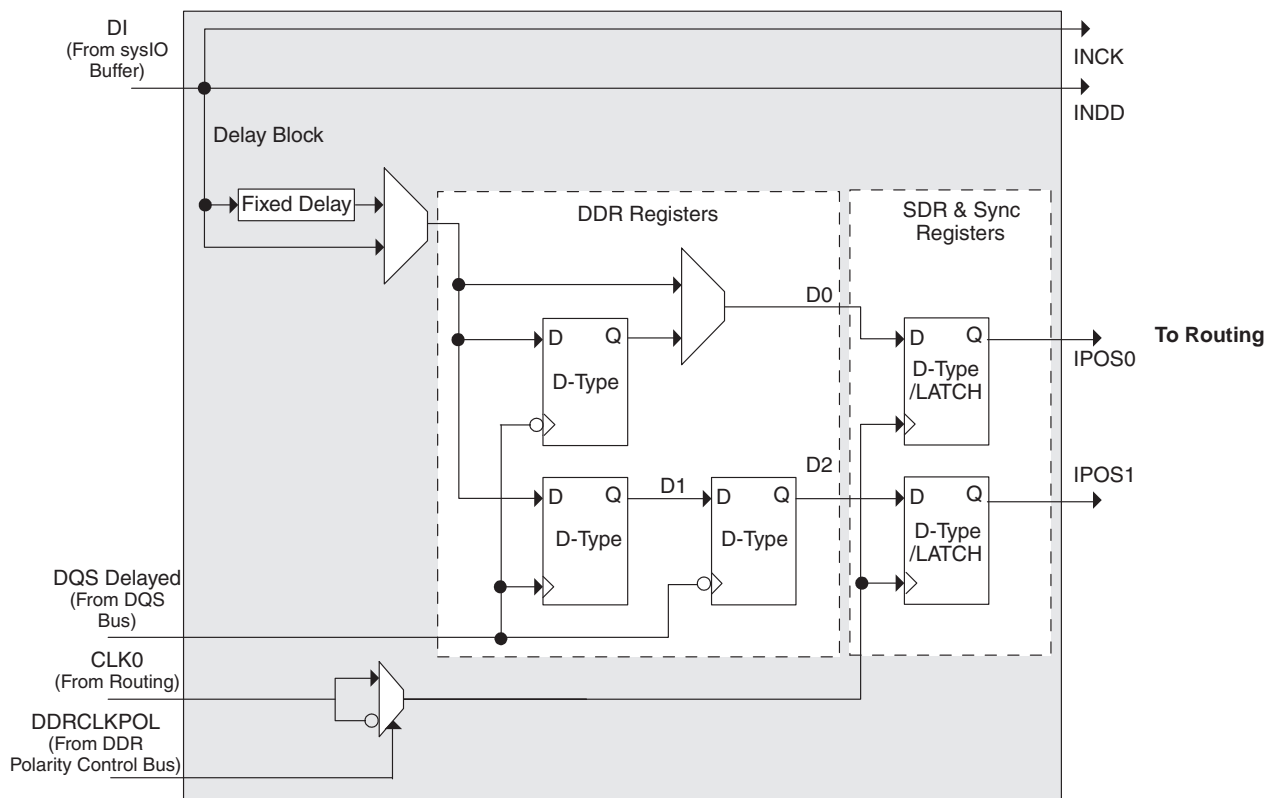 DI
(From sysIO
Buffer)
INCK
INDD
Delay Block
Fixed Delay
DDR Registers
SDR & Sync
Registers
D0
D Q
D-Type
D Q
D-Type
/LATCH
IPOS0
To Routing
D Q
D-Type
D1
D Q
D-Type
D2
D Q
D-Type
/LATCH
IPOS1
DQS Delayed
(From DQS
Bus)
CLK0
(From Routing)
DDRCLKPOL
(From DDR
Polarity Control Bus)